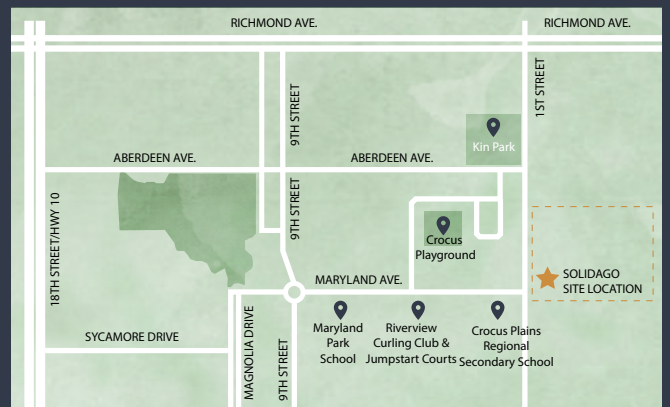 RICHMOND AVE.
RICHMOND AVE.
1ST STREET
9TH STREET
Kin Park
ABERDEEN AVE.
ABERDEEN AVE.
9TH STREET
18TH STREET/HWY 10
Crocus
Playground
SOLIDAGO
SITE LOCATION
MARYLAND AVE.
MAGNOLIA DRIVE
9TH STREET
SYCAMORE DRIVE
Maryland
Park
School
Riverview
Curling Club &
Jumpstart Courts
Crocus Plains
Regional
Secondary School